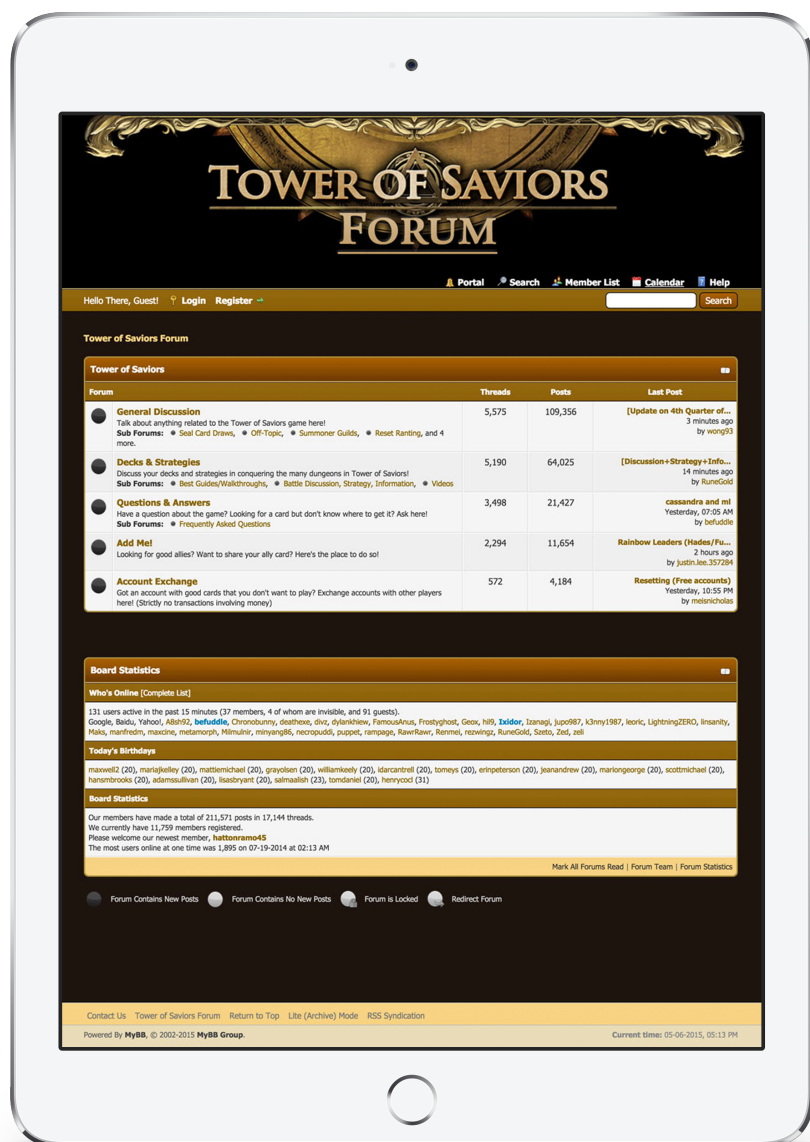 TOWER OF SAVIORS
FORUM
Portal Search Member List Calendar Help
Hello There, Guest! Login Register Search
Tower of Saviors Forum
Tower of Saviors
Forum Threads Posts Last Post
General Discussion 5,575 109,356 [Update on 4th Quarter of...
Talk about anything related to the Tower of Saviors game here! 3 minutes ago
Sub Forums: Seal Card Draws, Off-Topic, Summoner Guilds, Reset Ranting, and 4 by wong93
more.
Decks & Strategies 5,190 64,025 [Discussion+Strategy+Info...
Discuss your decks and strategies in conquering the many dungeons in Tower of Saviors! 14 minutes ago
Sub Forums: Best Guides/Walkthroughs, Battle Discussion, Strategy, Information, Videos by RuneGold
Questions & Answers 3,498 21,427 cassandra and ml
Have a question about the game? Looking for a card but don't know where to get it? Ask here! Yesterday, 07:05 AM
Sub Forums: Frequently Asked Questions by befuddle
Add Me! 2,294 11,654 Rainbow Leaders (Hades/Fu...
Looking for good allies? Want to share your ally card? Here's the place to do so! 2 hours ago
by justin.lee.357284
Account Exchange 572 4,184 Resetting (Free accounts)
Got an account with good cards that you don't want to play? Exchange accounts with other players Yesterday, 10:55 PM
here! (Strictly no transactions involving money) by meisnicholas
Board Statistics
Who's Online [Complete List]
131 users active in the past 15 minutes (37 members, 4 of whom are invisible, and 91 guests).
Google, Baidu, Yahoo!, A8sh92, befuddle, Chronobunny, deathexe, divz, dylankhiew, FamousAnus, Frostyghost, Geox, hil9, Ixidor, Izanagi, jupo987, k3nny1987, leoric, LightningZERO, linsanity,
Maks, manfredm, maxcine, metamorph, Milmulnir, minyang86, necropuddi, puppet, rampage, RawrRawr, Renmei, rezwingz, RuneGold, Szeto, Zed, zeli
Today's Birthdays
maxwell2 (20), mariajkelley (20), mattiemichael (20), grayolsen (20), williamkeely (20), idarcantrell (20), tomeys (20), erinpeterson (20), jeanandrew (20), mariongeorge (20), scottmichael (20),
hansmbrooks (20), adamssullivan (20), lisasbryant (20), salmaalish (23), tomdaniel (20), henrycod (31)
Board Statistics
Our members have made a total of 211,571 posts in 17,144 threads.
We currently have 11,759 members registered.
Please welcome our newest member, hattonramo45
The most users online at one time was 1,895 on 07-19-2014 at 02:13 AM
Mark All Forums Read | Forum Team | Forum Statistics
Forum Contains New Posts Forum Contains No New Posts Forum is Locked Redirect Forum
Contact Us Tower of Saviors Forum Return to Top Lite (Archive) Mode RSS Syndication
Powered By MyBB, © 2002-2015 MyBB Group. Current time: 05-06-2015, 05:13 PM